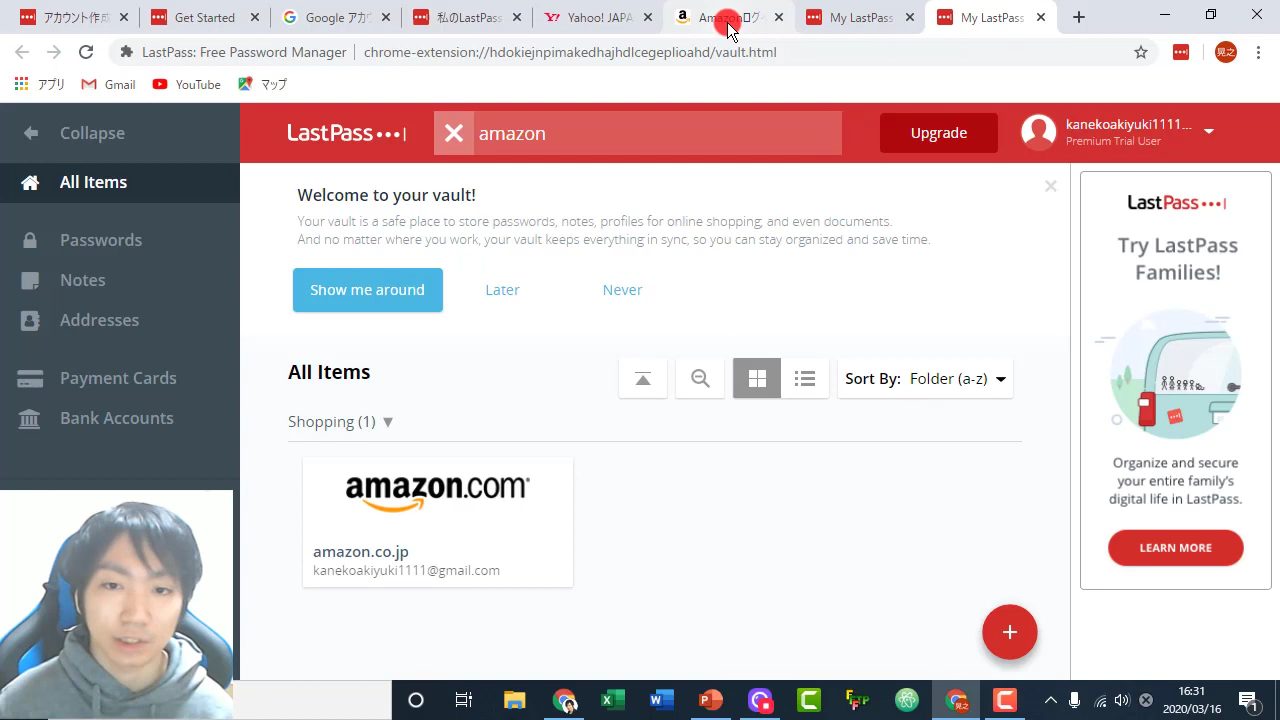 アカウント作成
Get Started
Google アカ
私のLastPass
Yahoo! JAPA
Amazonログ
My LastPass
My LastPass
LastPass: Free Password Manager
chrome-extension://hdokiejnpimakedhajhdlcegeplioahd/vault.html
晃之
アプリ
Gmail
YouTube
マップ
Collapse
LastPass
amazon
Upgrade
kanekoakiyuki1111...
Premium Trial User
All Items
Passwords
Notes
Addresses
Payment Cards
Bank Accounts
Welcome to your vault!
Your vault is a safe place to store passwords, notes, profiles for online shopping, and even documents.
And no matter where you work, your vault keeps everything in sync, so you can stay organized and save time.
Show me around
Later
Never
All Items
Sort By: Folder (a-z)
Shopping (1)
amazon.com
amazon.co.jp
kanekoakiyuki1111@gmail.com
LastPass
Try LastPass
Families!
Organize and secure
your entire family's
digital life in LastPass.
LEARN MORE
16:31
2020/03/16